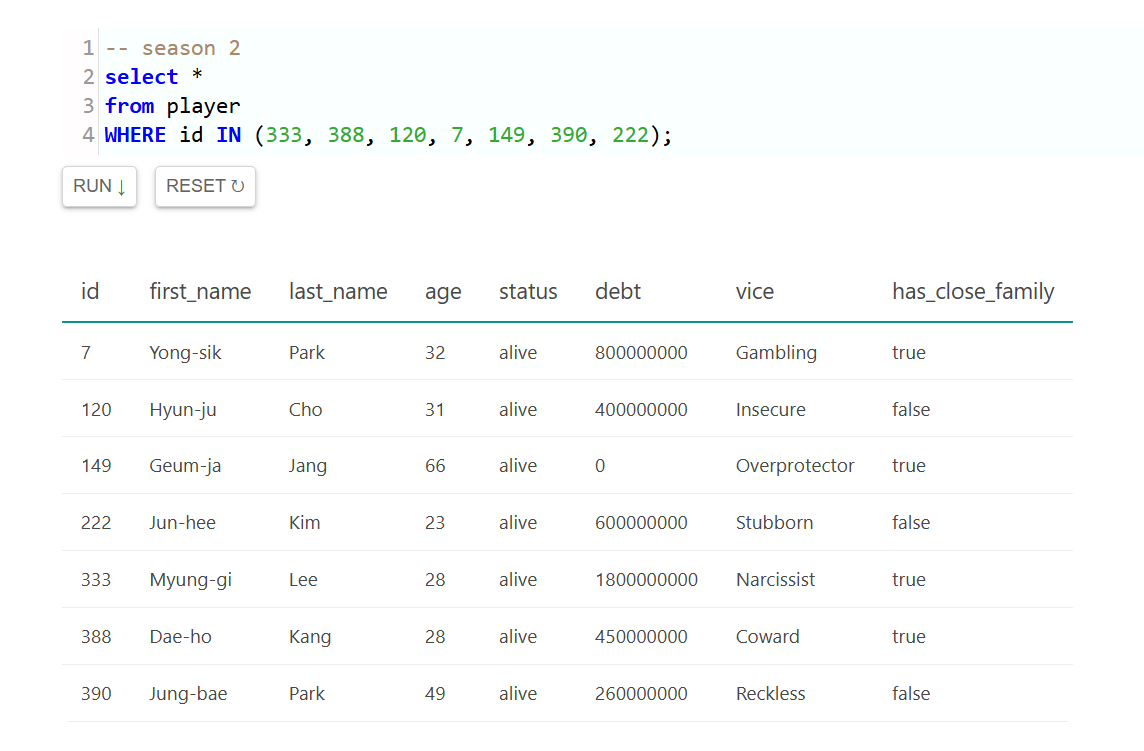 1 -- season 2
2 select *
3 from player
4 WHERE id IN (333, 388, 120, 7, 149, 390, 222);
RUN ↓ RESET ↻
id first_name last_name age status debt vice has_close_family
7 Yong-sik Park 32 alive 800000000 Gambling true
120 Hyun-ju Cho 31 alive 400000000 Insecure false
149 Geum-ja Jang 66 alive 0 Overprotector true
222 Jun-hee Kim 23 alive 600000000 Stubborn false
333 Myung-gi Lee 28 alive 1800000000 Narcissist true
388 Dae-ho Kang 28 alive 450000000 Coward true
390 Jung-bae Park 49 alive 260000000 Reckless false